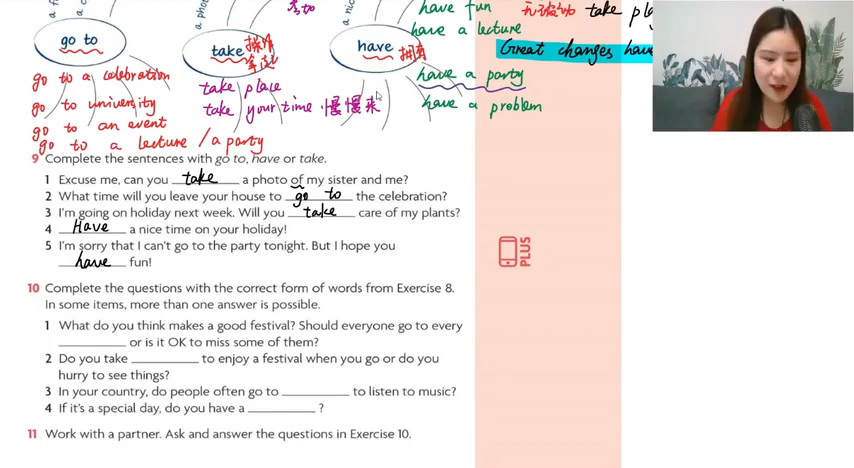 a photo
a nic
go to
take
拿走
have
拥有
have fun
take pla
have a lecture
Great changes have
go to a celebration
go to university
go to an event
go to a lecture / a party
take place
take your time 慢慢来
have a party
have a problem
9 Complete the sentences with go to, have or take.
1 Excuse me, can you take a photo of my sister and me?
2 What time will you leave your house to go to the celebration?
3 I'm going on holiday next week. Will you take care of my plants?
4 Have a nice time on your holiday!
5 I'm sorry that I can't go to the party tonight. But I hope you
have fun!
PLUS
10 Complete the questions with the correct form of words from Exercise 8.
In some items, more than one answer is possible.
1 What do you think makes a good festival? Should everyone go to every
__________ or is it OK to miss some of them?
2 Do you take __________ to enjoy a festival when you go or do you
hurry to see things?
3 In your country, do people often go to __________ to listen to music?
4 If it's a special day, do you have a __________ ?
11 Work with a partner. Ask and answer the questions in Exercise 10.